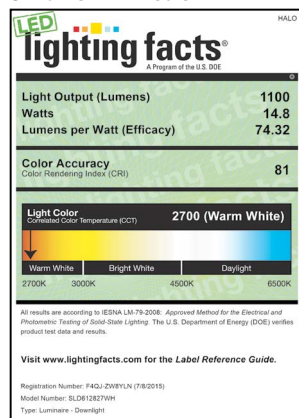 HALO
LED
lighting facts®
A Program of the U.S. DOE
Light Output (Lumens) 1100
Watts 14.8
Lumens per Watt (Efficacy) 74.32
Color Accuracy 81
Color Rendering Index (CRI)
Light Color 2700 (Warm White)
Correlated Color Temperature (CCT)
Warm White Bright White Daylight
2700K 3000K 4500K 6500K
All results are according to IESNA LM-79-2008: Approved Method for the Electrical and
Photometric Testing of Solid-State Lighting. The U.S. Department of Energy (DOE) verifies
product test data and results.
Visit www.lightingfacts.com for the Label Reference Guide.
Registration Number: F4QJ-ZW8YLN (7/8/2015)
Model Number: SLD612827WH
Type: Luminaire - Downlight